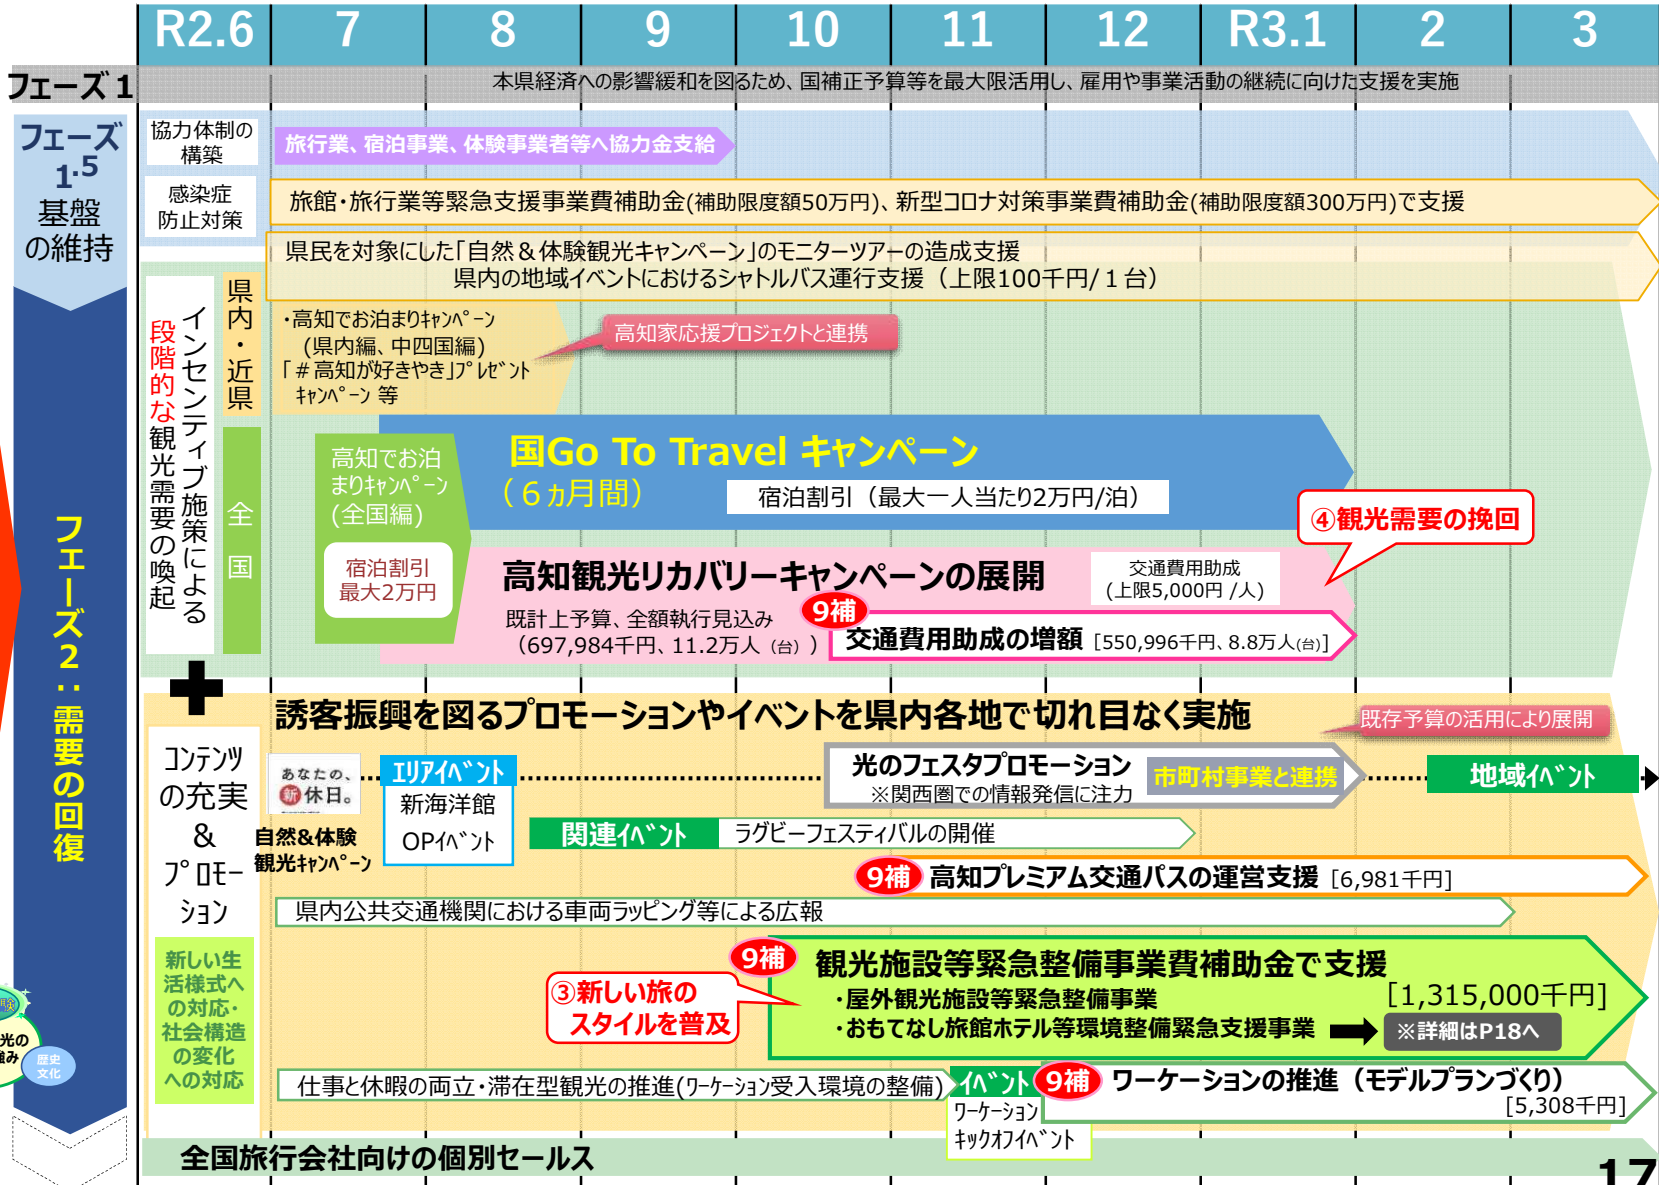 R2.6 7 8 9 10 11 12 R3.1 2 3
フェーズ１
本県経済への影響緩和を図るため、国補正予算等を最大限活用し、雇用や事業活動の継続に向けた支援を実施
フェーズ
1.5
基盤
の維持
協力体制の
構築
旅行業、宿泊事業、体験事業者等へ協力金支給
感染症
防止対策
旅館・旅行業等緊急支援事業費補助金(補助限度額50万円)、新型コロナ対策事業費補助金(補助限度額300万円)で支援
県民を対象にした「自然＆体験観光キャンペーン」のモニターツアーの造成支援
県内の地域イベントにおけるシャトルバス運行支援（上限100千円/１台）
フェーズ２：需要の回復
インセンティブ施策による
段階的な観光需要の喚起
県内・近県
・高知でお泊まりｷｬﾝﾍﾟｰﾝ
(県内編、中四国編)
「＃高知が好きやき」ﾌﾟﾚｾﾞﾝﾄ
ｷｬﾝﾍﾟｰﾝ 等
高知家応援プロジェクトと連携
全国
高知でお泊
まりｷｬﾝﾍﾟｰﾝ
(全国編)
宿泊割引
最大2万円
国Go To Travel キャンペーン
（６ヵ月間）
宿泊割引（最大一人当たり2万円/泊）
④観光需要の挽回
高知観光リカバリーキャンペーンの展開
交通費用助成
(上限5,000円 /人)
既計上予算、全額執行見込み
（697,984千円、11.2万人（台））
9補
交通費用助成の増額 [550,996千円、8.8万人(台)]
誘客振興を図るプロモーションやイベントを県内各地で切れ目なく実施
既存予算の活用により展開
コンテンツ
の充実
＆
ﾌﾟﾛﾓｰ
ション
あなたの、
新休日。
自然&体験
観光ｷｬﾝﾍﾟｰﾝ
エリアｲﾍﾞﾝﾄ
新海洋館
OPｲﾍﾞﾝﾄ
光のフェスタプロモーション
※関西圏での情報発信に注力
市町村事業と連携
地域ｲﾍﾞﾝﾄ
関連ｲﾍﾞﾝﾄ
ラグビーフェスティバルの開催
9補 高知プレミアム交通パスの運営支援 [6,981千円]
県内公共交通機関における車両ラッピング等による広報
新しい生
活様式へ
の対応・
社会構造
の変化
への対応
③新しい旅の
スタイルを普及
9補 観光施設等緊急整備事業費補助金で支援
・屋外観光施設等緊急整備事業
[1,315,000千円]
・おもてなし旅館ホテル等環境整備緊急支援事業
※詳細はP18へ
仕事と休暇の両立・滞在型観光の推進(ﾜｰｹｰｼｮﾝ受入環境の整備)
ｲﾍﾞﾝﾄ
ﾜｰｹｰｼｮﾝ
ｷｯｸｵﾌｲﾍﾞﾝﾄ
9補 ワーケーションの推進（モデルプランづくり）
[5,308千円]
歴史
文化
全国旅行会社向けの個別セールス
17